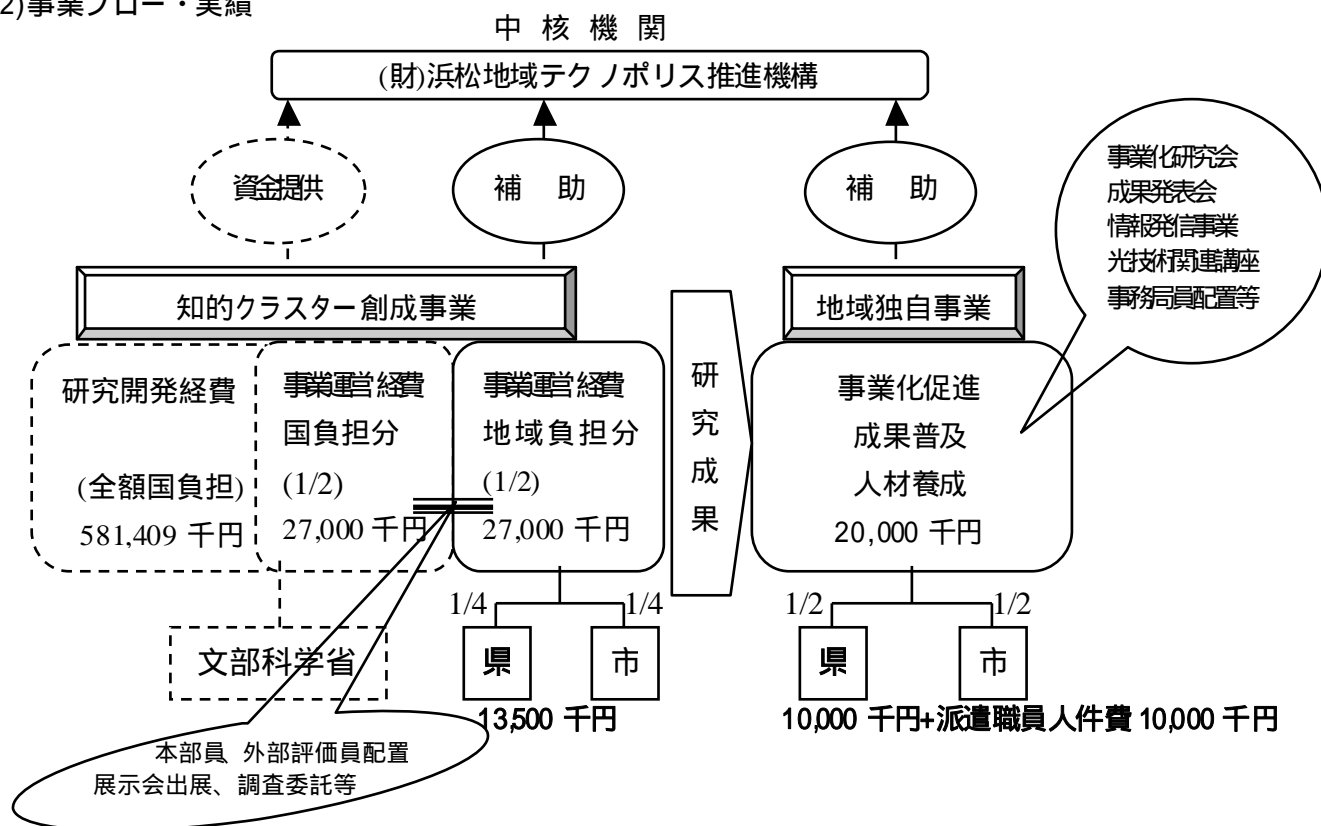 2)事業フロー・実績
中核機関
(財)浜松地域テクノポリス推進機構
資金提供
補 助
補 助
事業化研究会
成果発表会
情報発信事業
光技術関連講座
事務局員配置等
知的クラスター創成事業
地域独自事業
研究開発経費
(全額国負担)
581,409 千円
事業運営経費
国負担分
(1/2)
27,000 千円
事業運営経費
地域負担分
(1/2)
27,000 千円
研究成果
事業化促進
成果普及
人材養成
20,000 千円
文部科学省
1/4
1/4
県
市
13,500 千円
1/2
1/2
県
市
10,000 千円+派遣職員人件費 10,000 千円
本部員、外部評価員配置
展示会出展、調査委託等